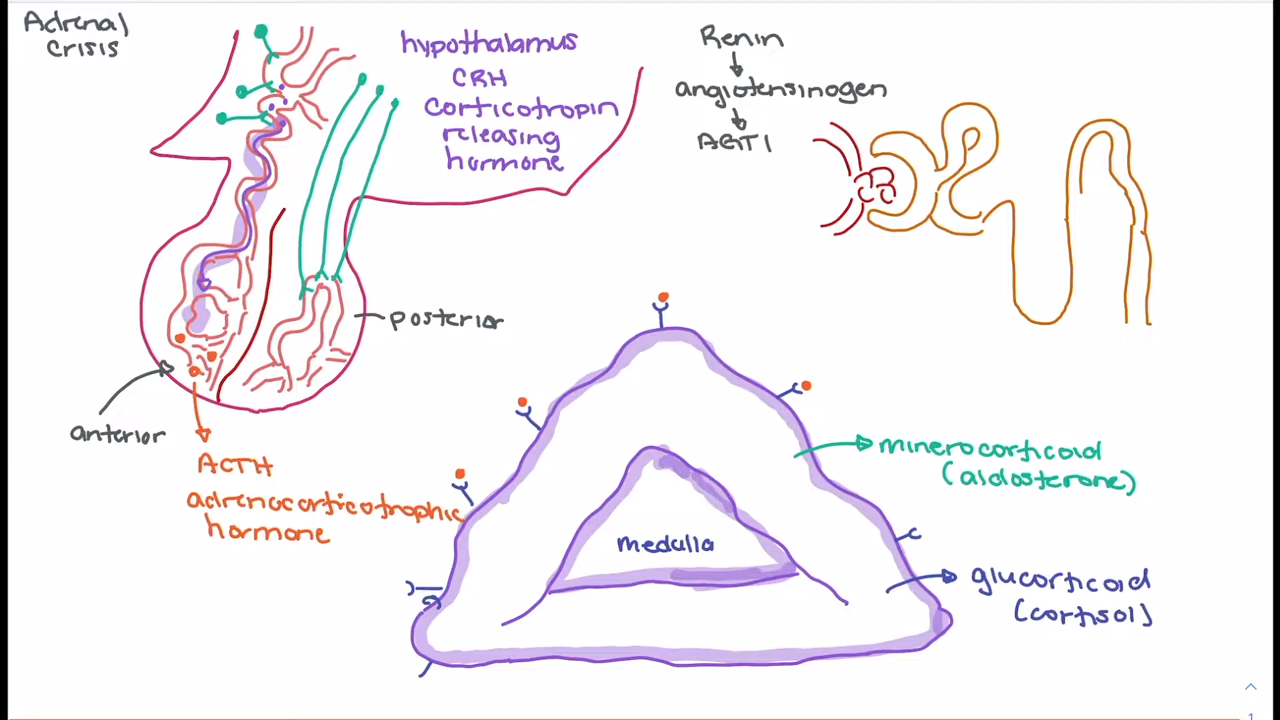 Adrenal
crisis
hypothalamus
CRH
corticotropin
releasing
hormone
Renin
angiotensinogen
AGT1
posterior
anterior
ACTH
adrenocorticotrophic
hormone
medulla
minerocorticoid
(aldosterone)
glucorticoid
(cortisol)
1